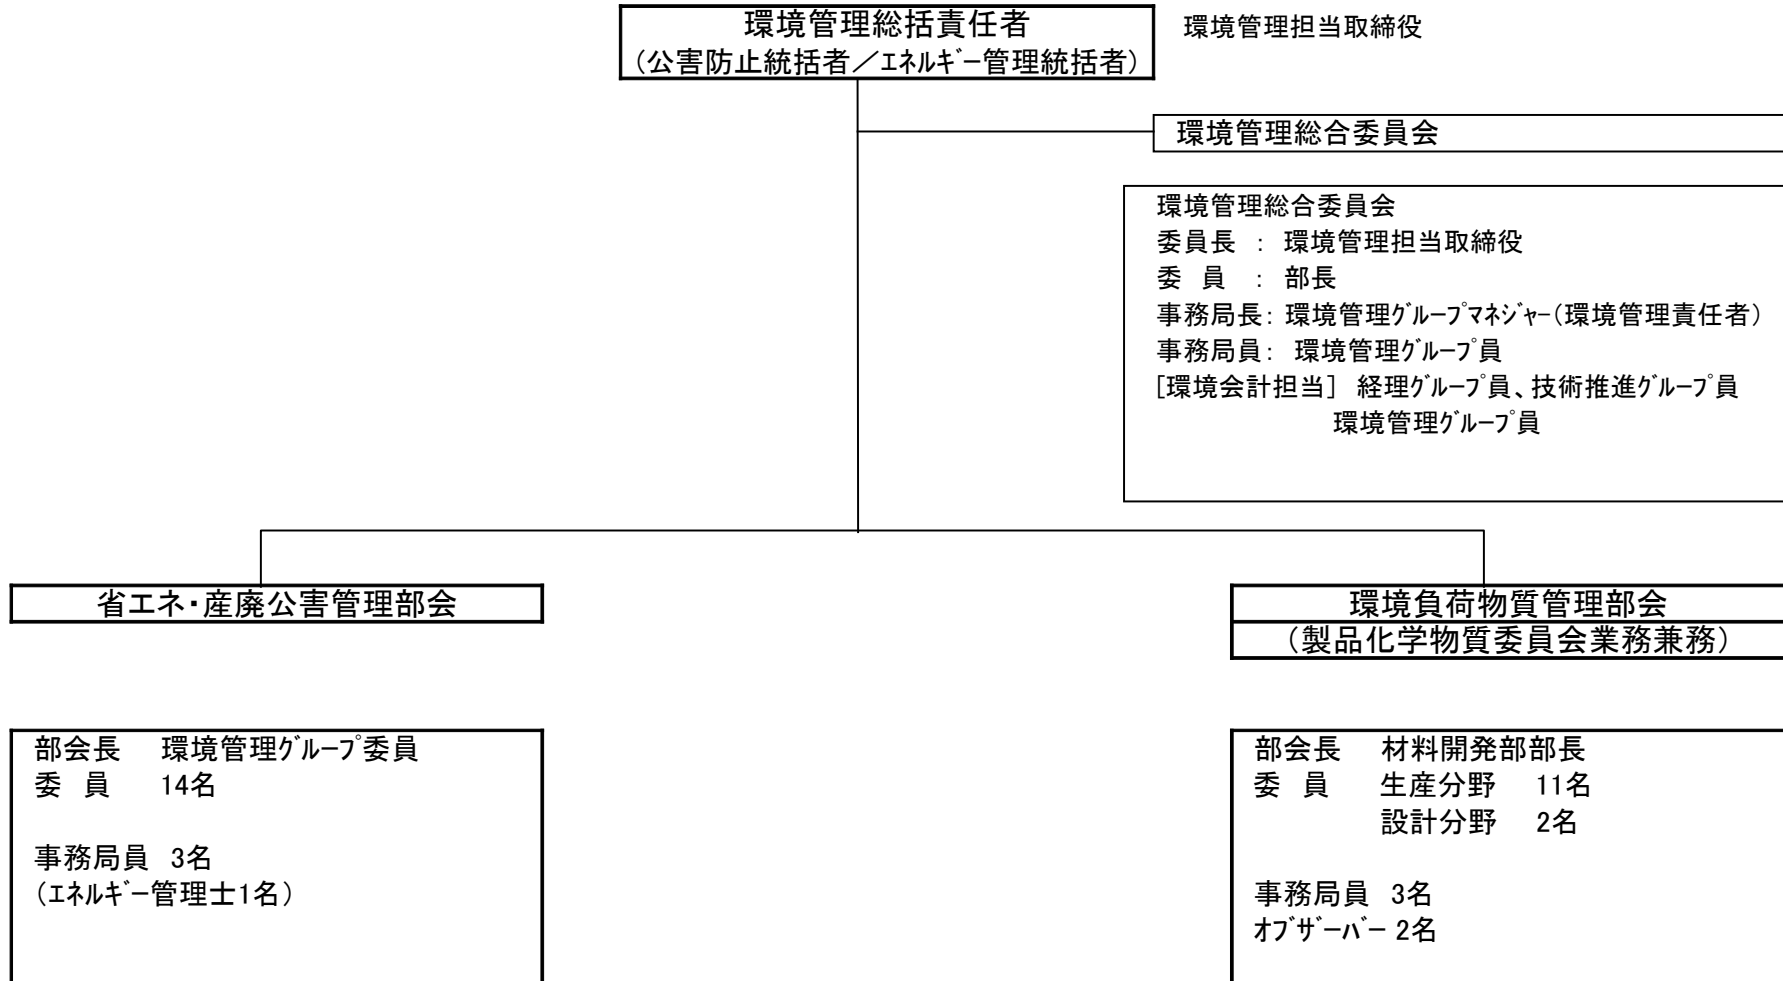 環境管理総括責任者
(公害防止統括者／ｴﾈﾙｷﾞｰ管理統括者)
環境管理担当取締役
環境管理総合委員会
環境管理総合委員会
委員長 ： 環境管理担当取締役
委 員 ： 部長
事務局長： 環境管理ｸﾞﾙｰﾌﾟﾏﾈｼﾞｬｰ(環境管理責任者)
事務局員： 環境管理ｸﾞﾙｰﾌﾟ員
[環境会計担当] 経理ｸﾞﾙｰﾌﾟ員、技術推進ｸﾞﾙｰﾌﾟ員
環境管理ｸﾞﾙｰﾌﾟ員
省エネ・産廃公害管理部会
部会長 環境管理ｸﾞﾙｰﾌﾟ委員
委 員 14名
事務局員 3名
(ｴﾈﾙｷﾞｰ管理士1名)
環境負荷物質管理部会
(製品化学物質委員会業務兼務)
部会長 材料開発部部長
委 員 生産分野 11名
設計分野 2名
事務局員 3名
ｵﾌﾞｻﾞｰﾊﾞｰ 2名